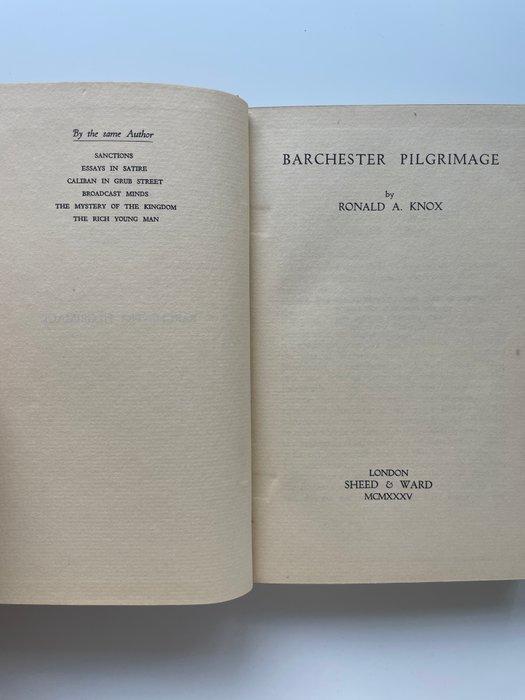 By the same Author
SANCTIONS
ESSAYS IN SATIRE
CALIBAN IN GRUB STREET
BROADCAST MINDS
THE MYSTERY OF THE KINGDOM
THE RICH YOUNG MAN
BARCHESTER PILGRIMAGE
by
RONALD A. KNOX
LONDON
SHEED & WARD
MCMXXXV